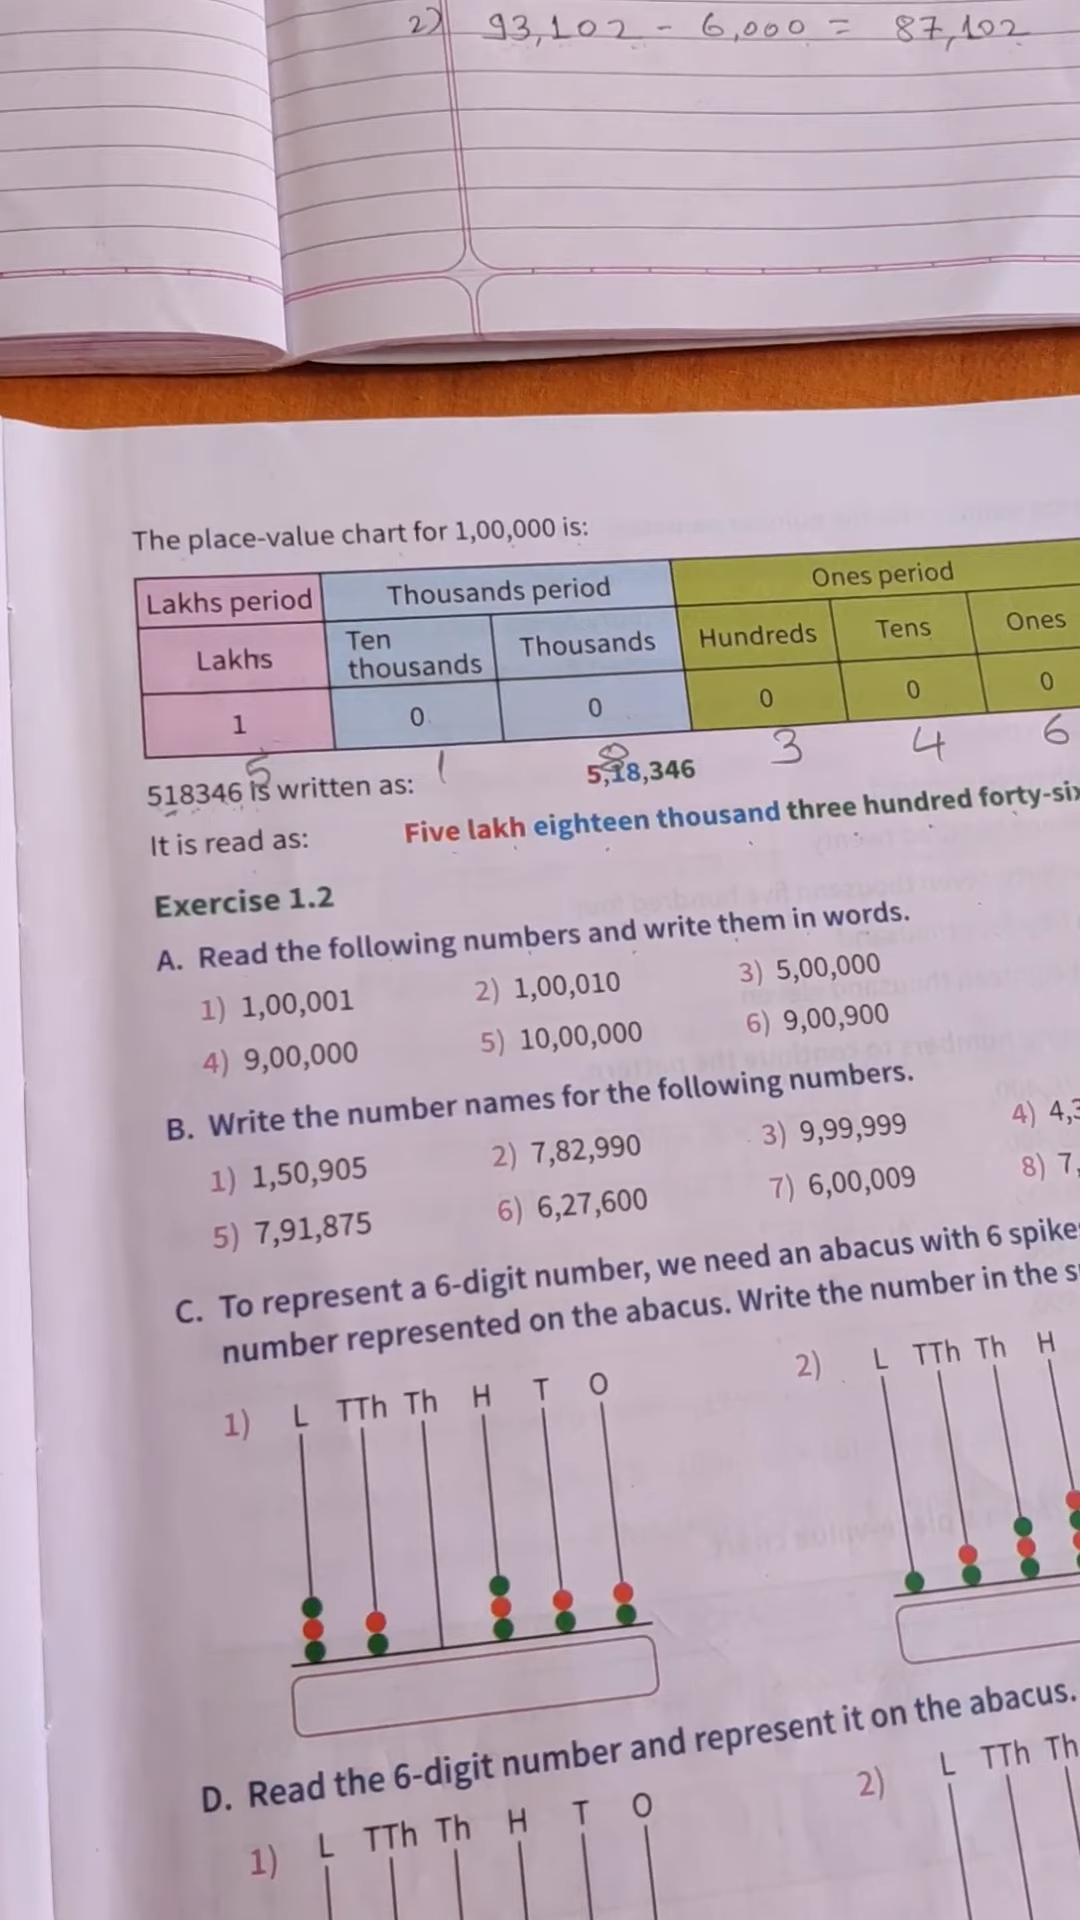 2) 93,102 - 6,000 = 87,102
The place-value chart for 1,00,000 is:
Lakhs period Thousands period Ones period
Lakhs Ten thousands Thousands Hundreds Tens Ones
1 0 0 0 0 0
5 1 8 3 4 6
518346 is written as: 5,18,346
It is read as: Five lakh eighteen thousand three hundred forty-six
Exercise 1.2
A. Read the following numbers and write them in words.
1) 1,00,001 2) 1,00,010 3) 5,00,000
4) 9,00,000 5) 10,00,000 6) 9,00,900
B. Write the number names for the following numbers.
1) 1,50,905 2) 7,82,990 3) 9,99,999 4) 4,3
5) 7,91,875 6) 6,27,600 7) 6,00,009 8) 7,
C. To represent a 6-digit number, we need an abacus with 6 spike
number represented on the abacus. Write the number in the
1) L TTh Th H T O 2) L TTh Th H
D. Read the 6-digit number and represent it on the abacus.
1) L TTh Th H T O 2) L TTh Th